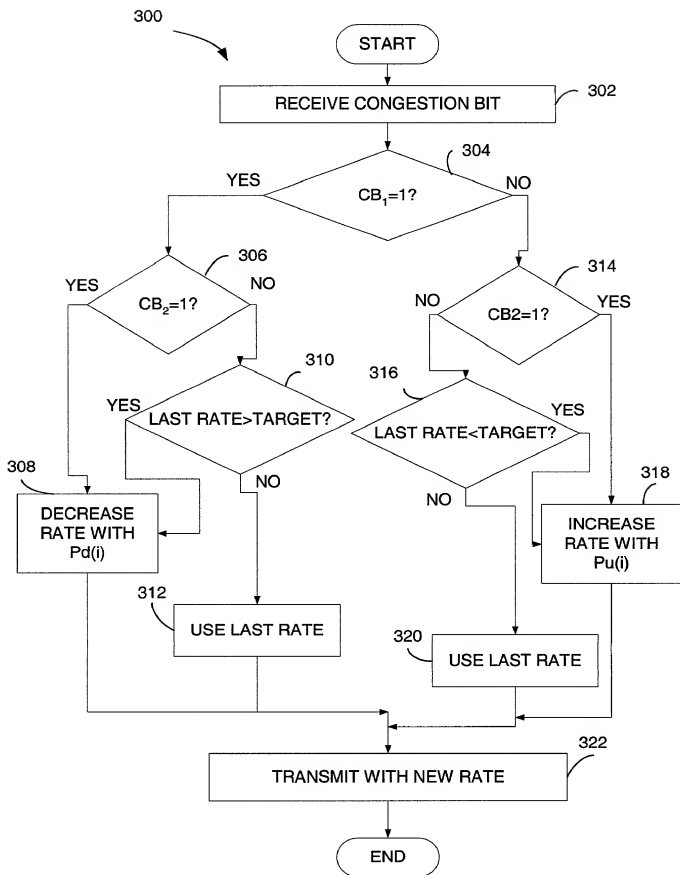 300
START
RECEIVE CONGESTION BIT
302
304
YES
CB₁=1?
NO
306
YES
CB₂=1?
NO
314
NO
CB2=1?
YES
310
YES
LAST RATE>TARGET?
NO
316
LAST RATE<TARGET?
YES
NO
308
DECREASE
RATE WITH
Pd(i)
318
INCREASE
RATE WITH
Pu(i)
312
USE LAST RATE
320
USE LAST RATE
322
TRANSMIT WITH NEW RATE
END